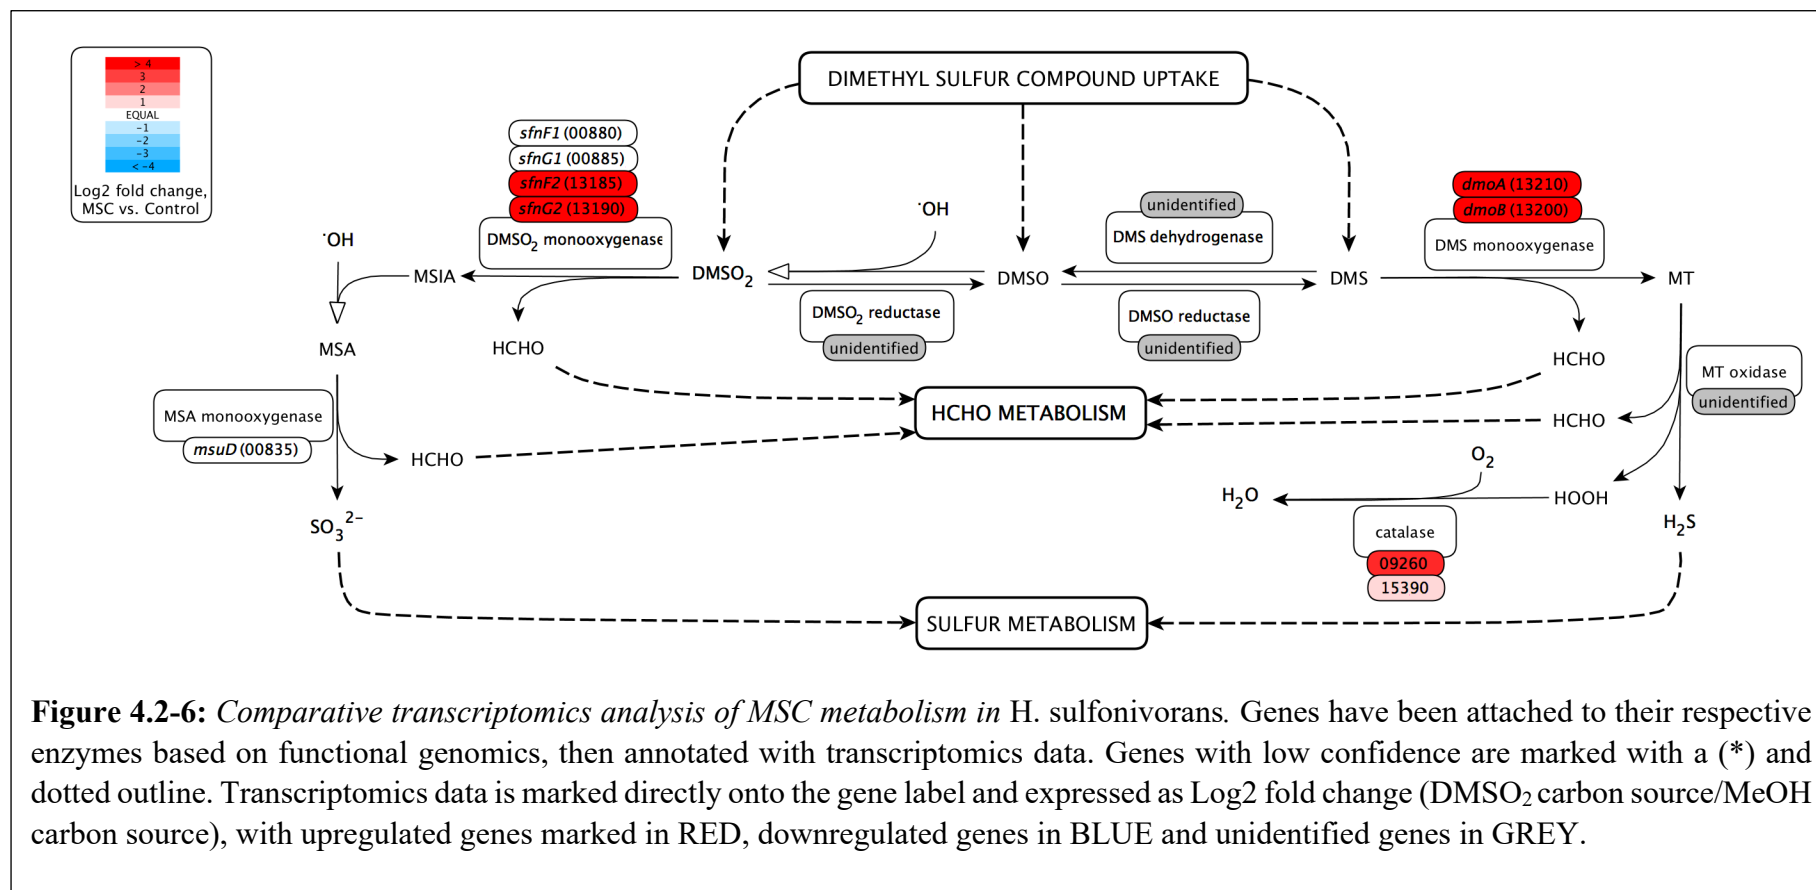 DIMETHYL SULFUR COMPOUND UPTAKE
> 4
3
2
1
EQUAL
-1
-2
-3
< -4
Log2 fold change,
MSC vs. Control
sfnF1 (00880)
sfnG1 (00885)
sfnF2 (13185)
sfnG2 (13190)
DMSO2 monooxygenase
˙OH
˙OH
unidentified
DMS dehydrogenase
dmoA (13210)
dmoB (13200)
DMS monooxygenase
MSIA
DMSO2
DMSO
DMS
MT
DMSO2 reductase
unidentified
DMSO reductase
unidentified
MSA
HCHO
HCHO
MT oxidase
unidentified
MSA monooxygenase
msuD (00835)
HCHO METABOLISM
HCHO
HCHO
O2
H2O
HOOH
SO3 2−
H2S
catalase
09260
15390
SULFUR METABOLISM
Figure 4.2-6: Comparative transcriptomics analysis of MSC metabolism in H. sulfonivorans. Genes have been attached to their respective
enzymes based on functional genomics, then annotated with transcriptomics data. Genes with low confidence are marked with a (*) and
dotted outline. Transcriptomics data is marked directly onto the gene label and expressed as Log2 fold change (DMSO2 carbon source/MeOH
carbon source), with upregulated genes marked in RED, downregulated genes in BLUE and unidentified genes in GREY.